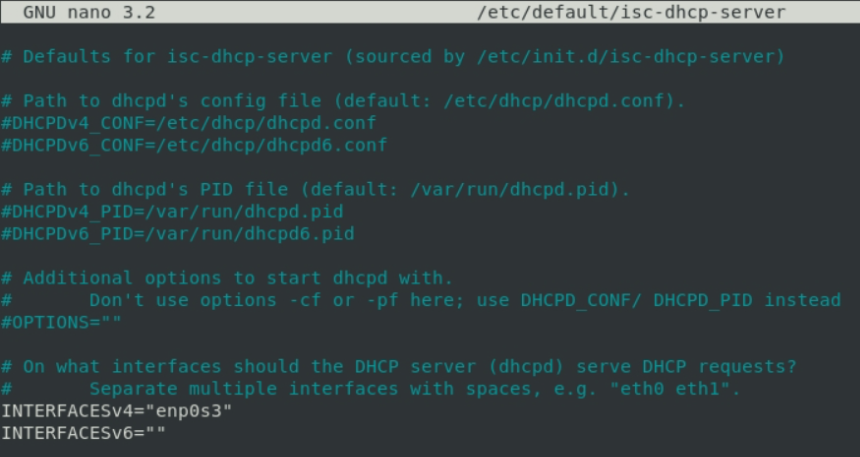 GNU nano 3.2 /etc/default/isc-dhcp-server
# Defaults for isc-dhcp-server (sourced by /etc/init.d/isc-dhcp-server)
# Path to dhcpd's config file (default: /etc/dhcp/dhcpd.conf).
#DHCPDv4_CONF=/etc/dhcp/dhcpd.conf
#DHCPDv6_CONF=/etc/dhcp/dhcpd6.conf
# Path to dhcpd's PID file (default: /var/run/dhcpd.pid).
#DHCPDv4_PID=/var/run/dhcpd.pid
#DHCPDv6_PID=/var/run/dhcpd6.pid
# Additional options to start dhcpd with.
#       Don't use options -cf or -pf here; use DHCPD_CONF/ DHCPD_PID instead
#OPTIONS=""
# On what interfaces should the DHCP server (dhcpd) serve DHCP requests?
#       Separate multiple interfaces with spaces, e.g. "eth0 eth1".
INTERFACESv4="enp0s3"
INTERFACESv6=""